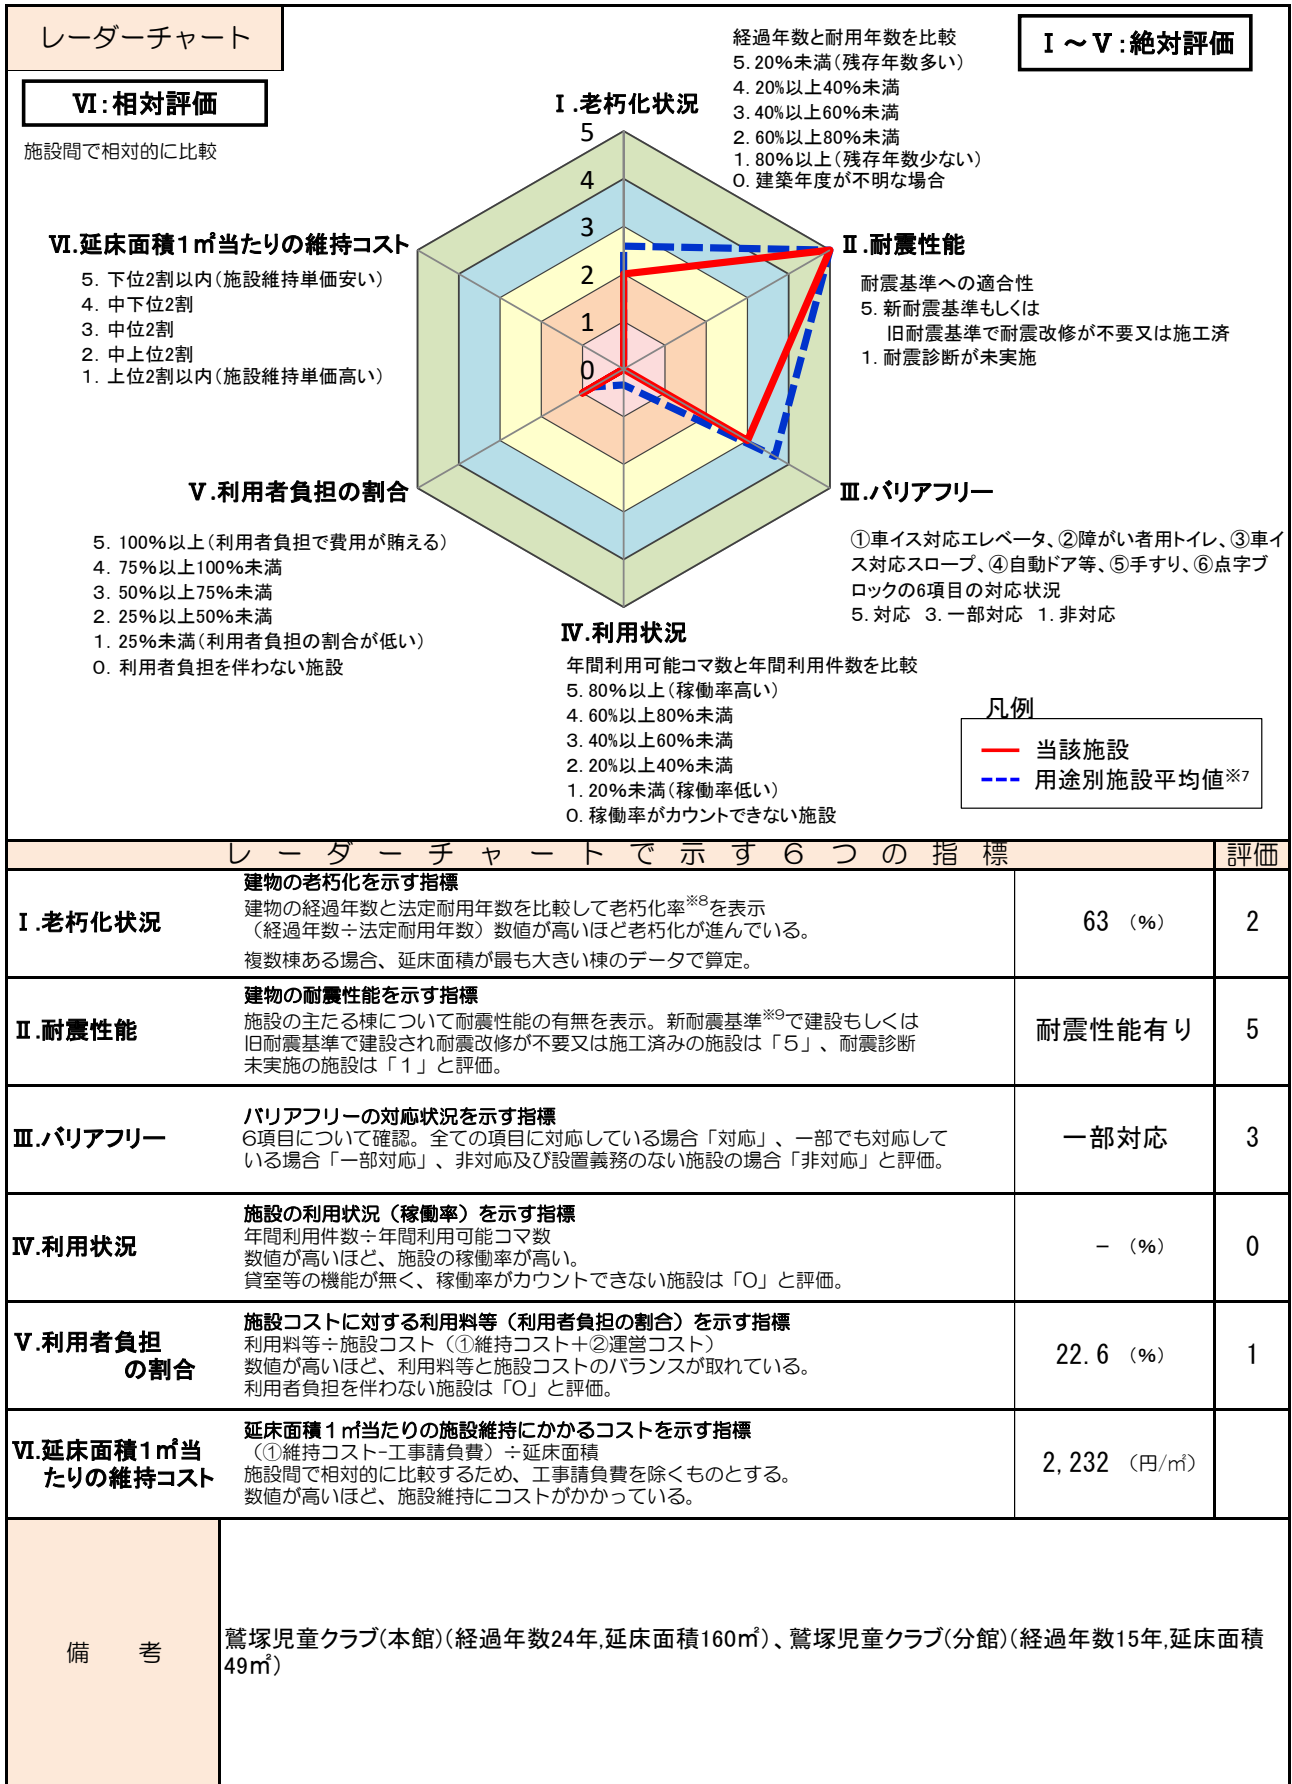 レーダーチャート
Ⅵ：相対評価
施設間で相対的に比較
Ⅰ～Ⅴ：絶対評価
Ⅰ.老朽化状況
経過年数と耐用年数を比較
5. 20％未満（残存年数多い）
4. 20％以上40％未満
3. 40％以上60％未満
2. 60％以上80％未満
1. 80％以上（残存年数少ない）
0. 建築年度が不明な場合
5
4
3
2
1
0
Ⅱ.耐震性能
耐震基準への適合性
5. 新耐震基準もしくは
旧耐震基準で耐震改修が不要又は施工済
1. 耐震診断が未実施
Ⅵ.延床面積1㎡当たりの維持コスト
5. 下位2割以内（施設維持単価安い）
4. 中下位2割
3. 中位2割
2. 中上位2割
1. 上位2割以内（施設維持単価高い）
Ⅲ.バリアフリー
①車イス対応エレベータ、②障がい者用トイレ、③車イ
ス対応スロープ、④自動ドア等、⑤手すり、⑥点字ブ
ロックの6項目の対応状況
5. 対応 3. 一部対応 1. 非対応
Ⅴ.利用者負担の割合
5. 100％以上（利用者負担で費用が賄える）
4. 75％以上100％未満
3. 50％以上75％未満
2. 25％以上50％未満
1. 25％未満（利用者負担の割合が低い）
0. 利用者負担を伴わない施設
Ⅳ.利用状況
年間利用可能コマ数と年間利用件数を比較
5. 80％以上（稼働率高い）
4. 60％以上80％未満
3. 40％以上60％未満
2. 20％以上40％未満
1. 20％未満（稼働率低い）
0. 稼働率がカウントできない施設
凡例
当該施設
用途別施設平均値※7
レーダーチャートで示す6つの指標 評価
Ⅰ.老朽化状況
建物の老朽化を示す指標
建物の経過年数と法定耐用年数を比較して老朽化率※8を表示
（経過年数÷法定耐用年数）数値が高いほど老朽化が進んでいる。
複数棟ある場合、延床面積が最も大きい棟のデータで算定。
63 （％） 2
Ⅱ.耐震性能
建物の耐震性能を示す指標
施設の主たる棟について耐震性能の有無を表示。新耐震基準※9で建設もしくは
旧耐震基準で建設され耐震改修が不要又は施工済みの施設は「5」、耐震診断
未実施の施設は「1」と評価。
耐震性能有り 5
Ⅲ.バリアフリー
バリアフリーの対応状況を示す指標
6項目について確認。全ての項目に対応している場合「対応」、一部でも対応して
いる場合「一部対応」、非対応及び設置義務のない施設の場合「非対応」と評価。
一部対応 3
Ⅳ.利用状況
施設の利用状況（稼働率）を示す指標
年間利用件数÷年間利用可能コマ数
数値が高いほど、施設の稼働率が高い。
貸室等の機能が無く、稼働率がカウントできない施設は「0」と評価。
－ （％） 0
Ⅴ.利用者負担
の割合
施設コストに対する利用料等（利用者負担の割合）を示す指標
利用料等÷施設コスト（①維持コスト＋②運営コスト）
数値が高いほど、利用料等と施設コストのバランスが取れている。
利用者負担を伴わない施設は「0」と評価。
22.6 （％） 1
Ⅵ.延床面積1㎡当
たりの維持コスト
延床面積1㎡当たりの施設維持にかかるコストを示す指標
（①維持コスト-工事請負費）÷延床面積
施設間で相対的に比較するため、工事請負費を除くものとする。
数値が高いほど、施設維持にコストがかかっている。
2,232 （円/㎡）
備 考
鷲塚児童クラブ(本館)（経過年数24年,延床面積160㎡）、鷲塚児童クラブ(分館)（経過年数15年,延床面積
49㎡）